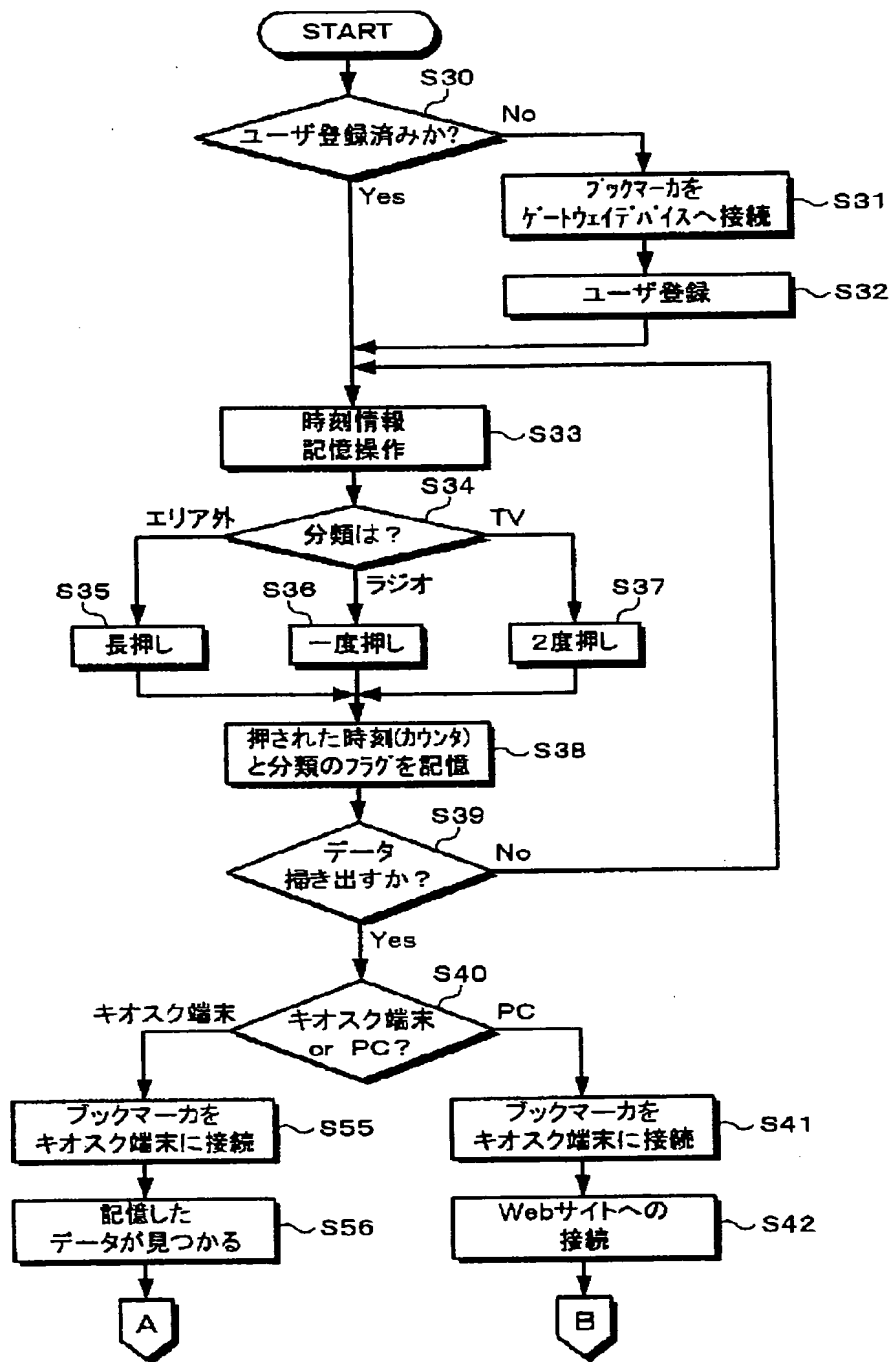 START
S30
ユーザ登録済みか?
No
Yes
ブックマーカを
ゲートウェイデバイスへ接続
S31
ユーザ登録
S32
時刻情報
記憶操作
S33
S34
エリア外
分類は?
TV
ラジオ
S35
長押し
S36
一度押し
S37
2度押し
押された時刻(カウンタ)
と分類のフラグを記憶
S38
S39
データ
掃き出すか?
No
Yes
S40
キオスク端末
キオスク端末
or PC?
PC
ブックマーカを
キオスク端末に接続
S55
ブックマーカを
キオスク端末に接続
S41
記憶した
データが見つかる
S56
Webサイトへの
接続
S42
A
B